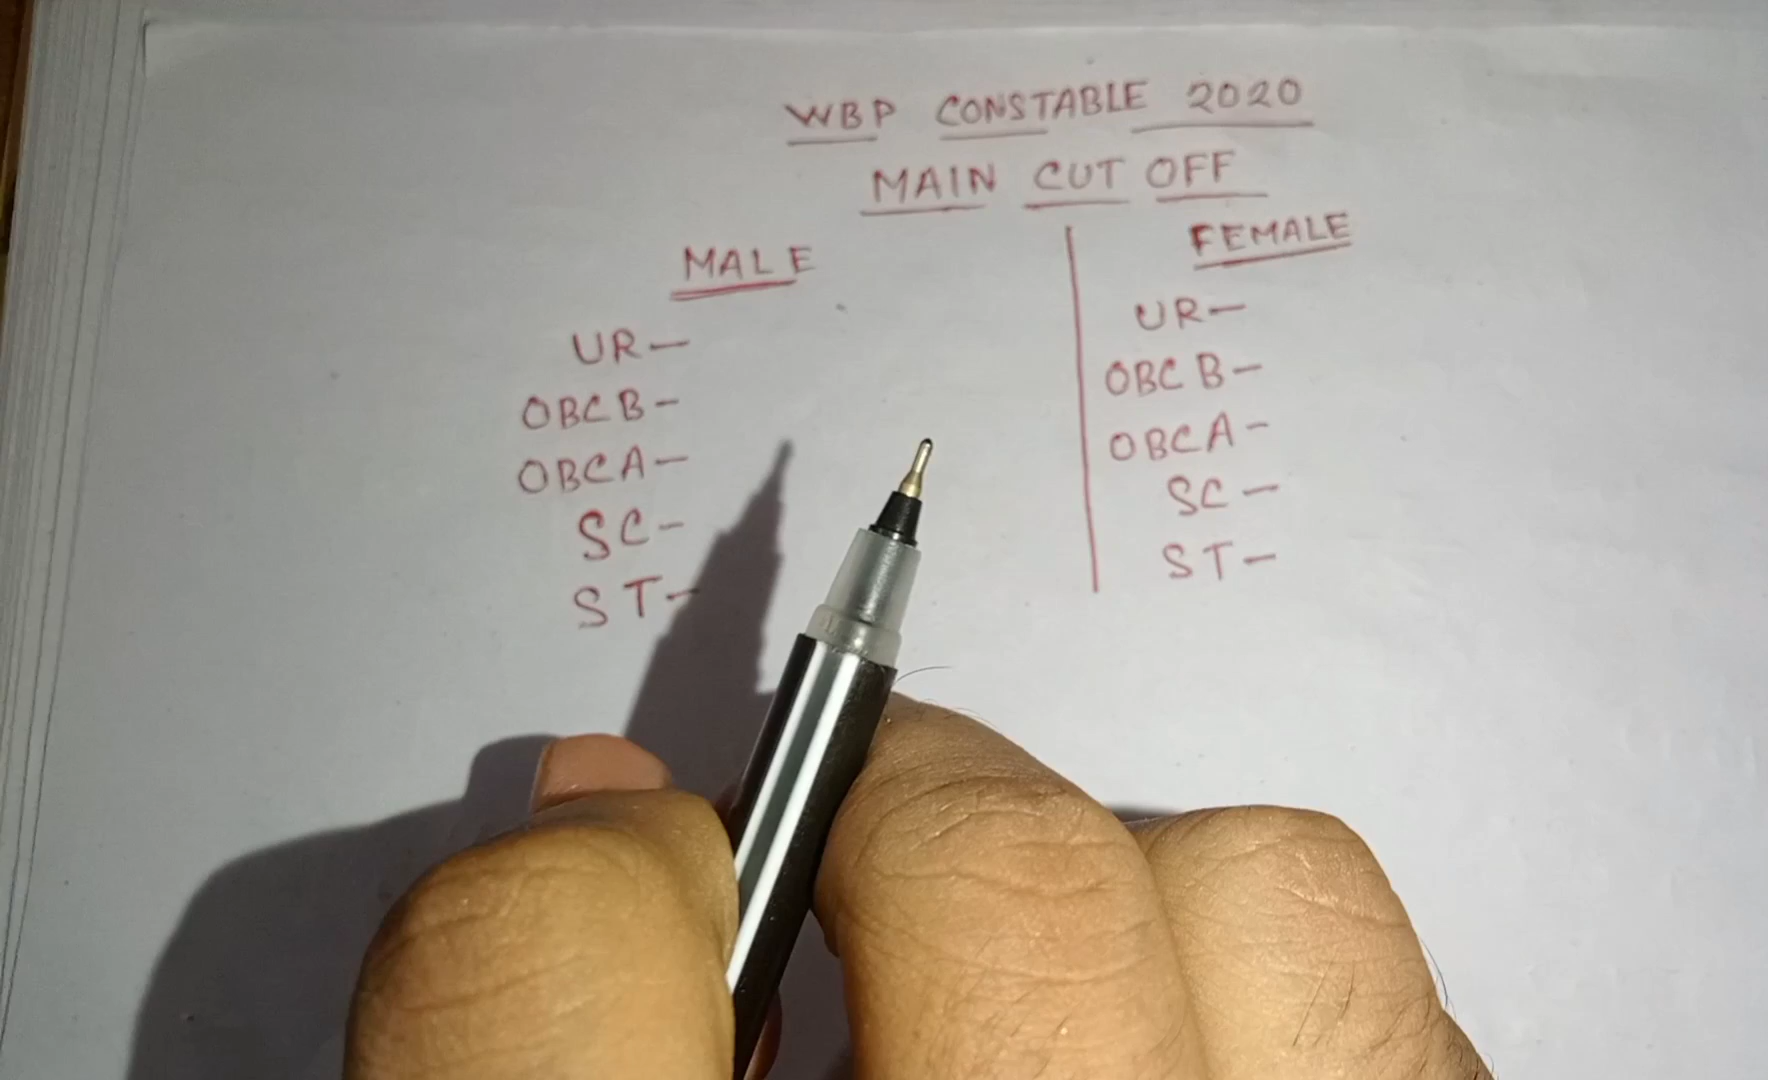 WBP CONSTABLE 2020
MAIN CUT OFF
MALE
UR-
OBC B-
OBC A-
SC-
ST-
FEMALE
UR-
OBC B-
OBC A-
SC-
ST-